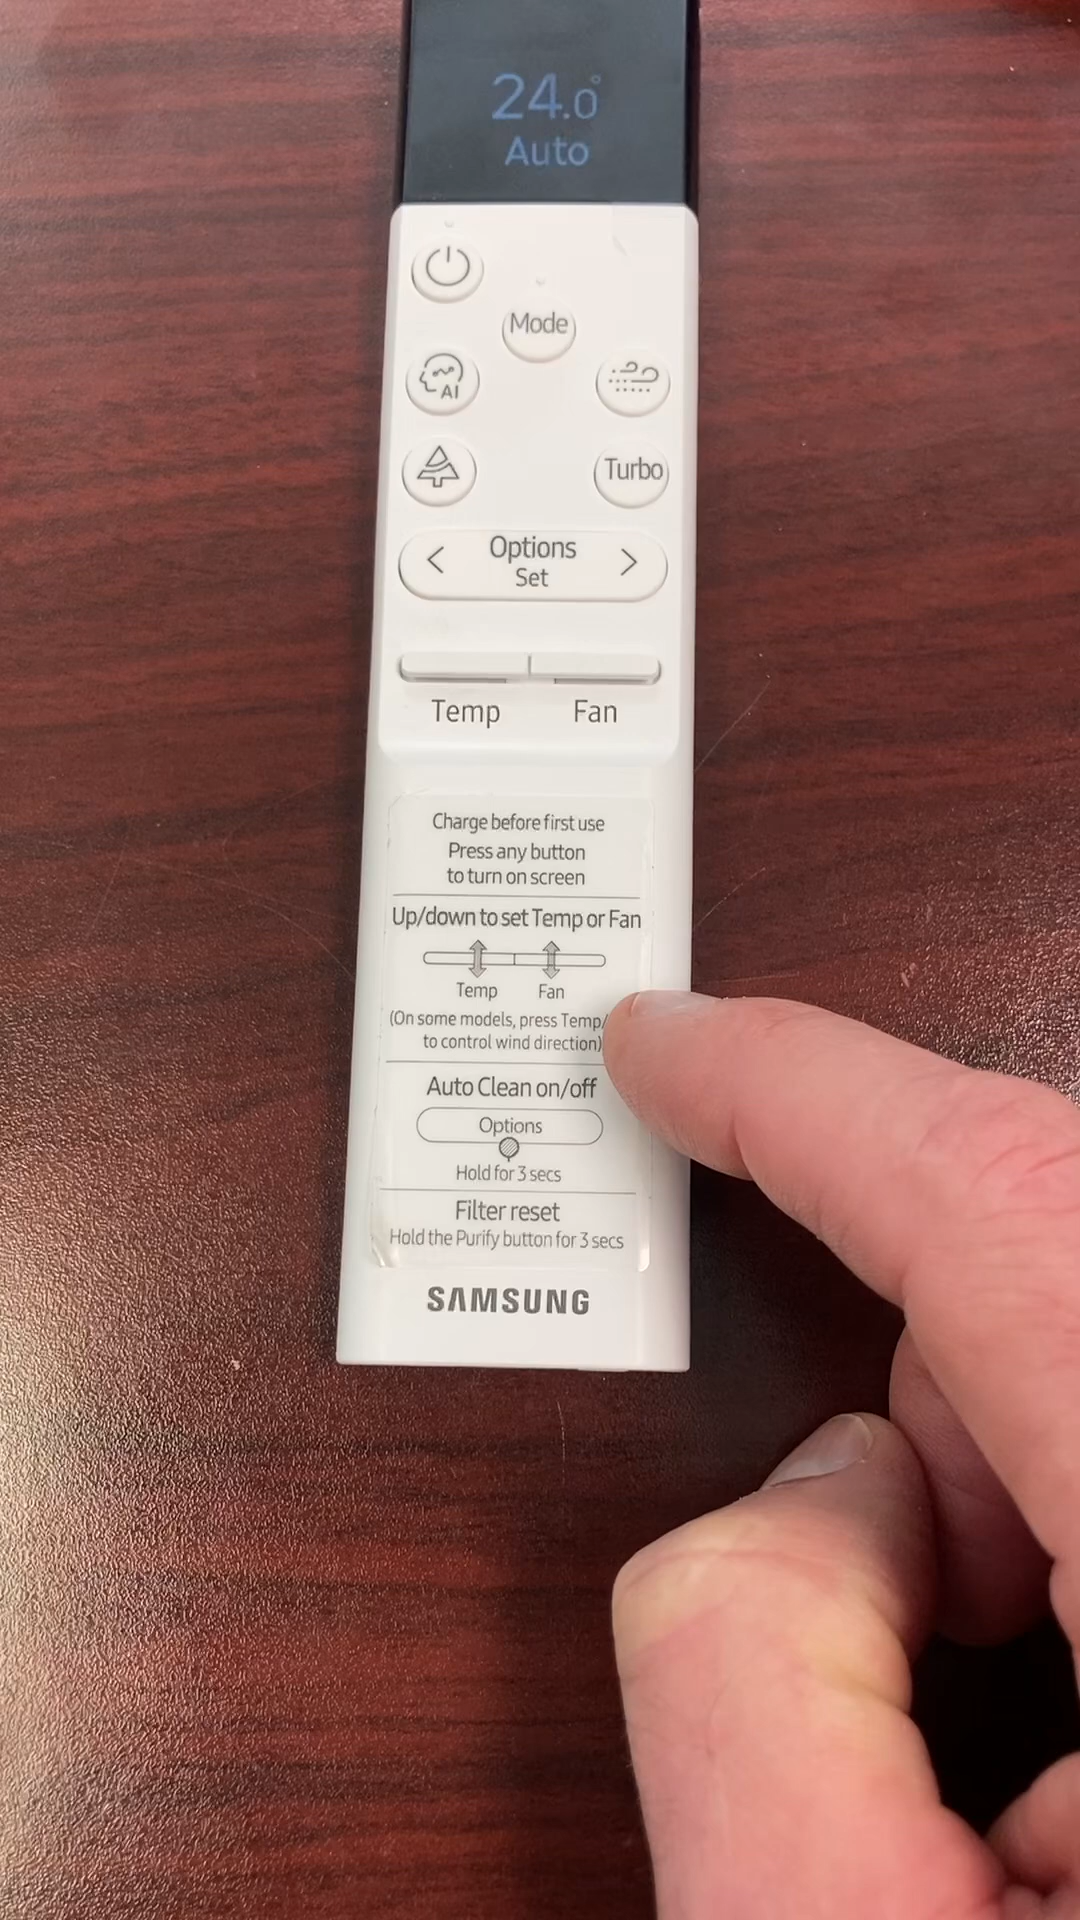 24.0°
Auto
Mode
AI
Turbo
< Options >
Set
Temp Fan
Charge before first use
Press any button
to turn on screen
Up/down to set Temp or Fan
Temp Fan
(On some models, press Temp/
to control wind direction)
Auto Clean on/off
Options
Hold for 3 secs
Filter reset
Hold the Purify button for 3 secs
SAMSUNG